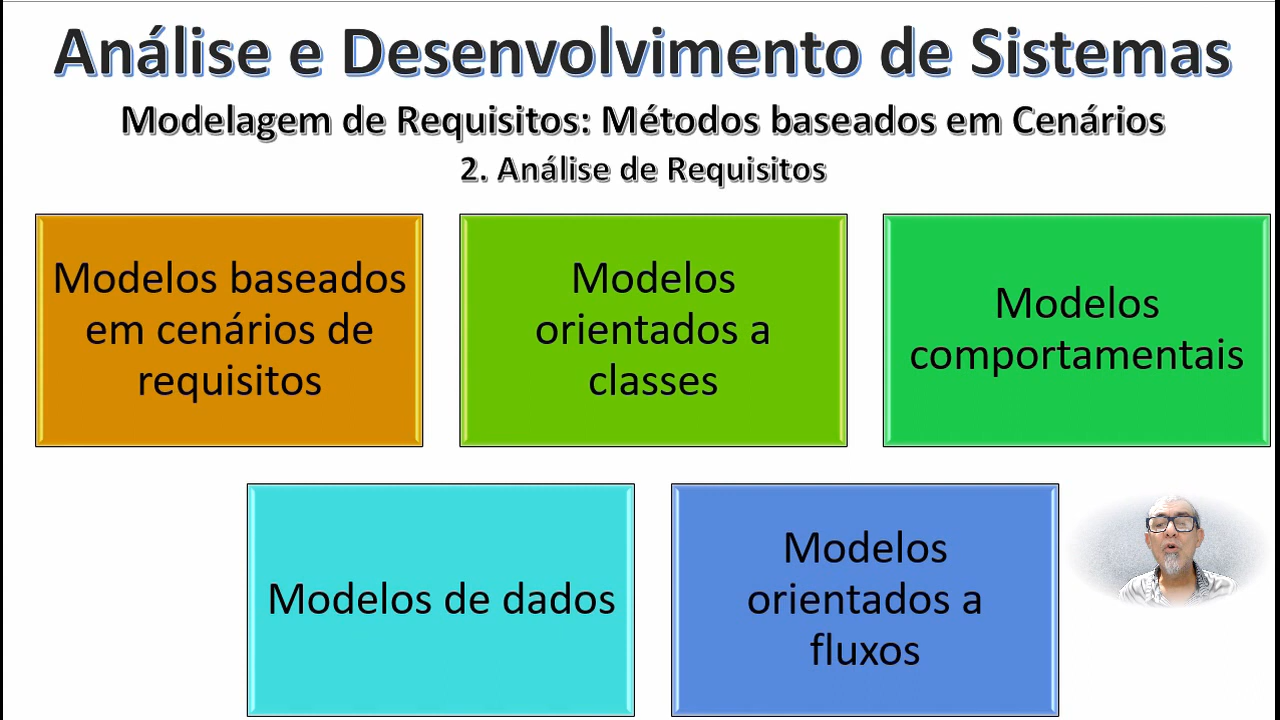 Análise e Desenvolvimento de Sistemas
Modelagem de Requisitos: Métodos baseados em Cenários
2. Análise de Requisitos
Modelos baseados
em cenários de
requisitos
Modelos
orientados a
classes
Modelos
comportamentais
Modelos de dados
Modelos
orientados a
fluxos